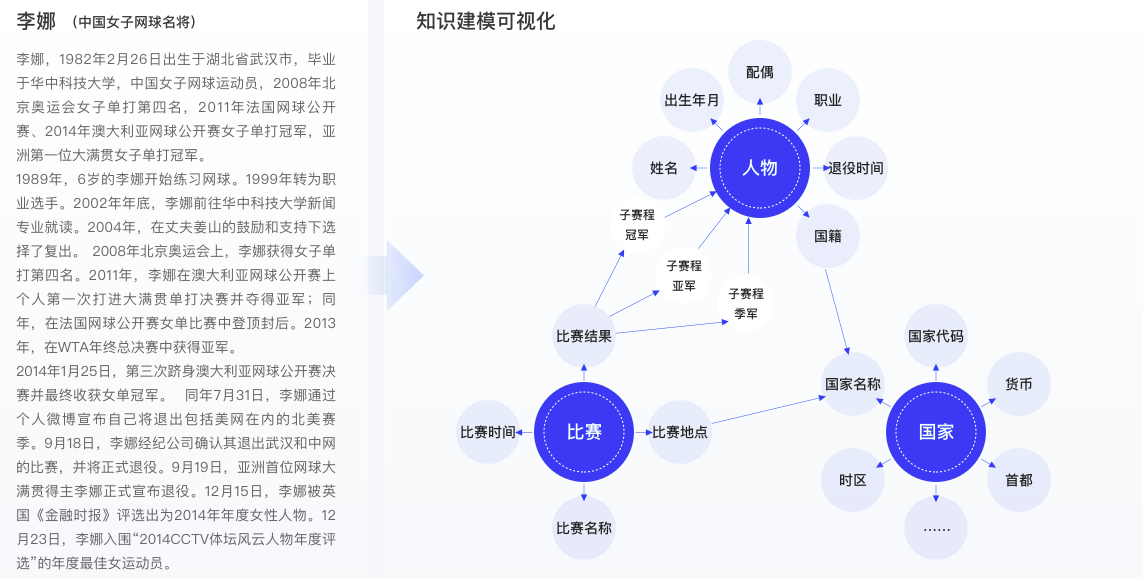 李娜 （中国女子网球名将）
李娜，1982年2月26日出生于湖北省武汉市，毕业
于华中科技大学，中国女子网球运动员，2008年北
京奥运会女子单打第四名，2011年法国网球公开
赛、2014年澳大利亚网球公开赛女子单打冠军，亚
洲第一位大满贯女子单打冠军。
1989年，6岁的李娜开始练习网球。1999年转为职
业选手。2002年年底，李娜前往华中科技大学新闻
专业就读。2004年，在丈夫姜山的鼓励和支持下选
择了复出。 2008年北京奥运会上，李娜获得女子单
打第四名。2011年，李娜在澳大利亚网球公开赛上
个人第一次打进大满贯单打决赛并夺得亚军；同
年，在法国网球公开赛女单比赛中登顶封后。2013
年，在WTA年终总决赛中获得亚军。
2014年1月25日，第三次跻身澳大利亚网球公开赛决
赛并最终收获女单冠军。 同年7月31日，李娜通过
个人微博宣布自己将退出包括美网在内的北美赛
季。9月18日，李娜经纪公司确认其退出武汉和中网
的比赛，并将正式退役。9月19日，亚洲首位网球大
满贯得主李娜正式宣布退役。12月15日，李娜被英
国《金融时报》评选出为2014年年度女性人物。12
月23日，李娜入围“2014CCTV体坛风云人物年度评
选”的年度最佳女运动员。
知识建模可视化
配偶
出生年月
职业
姓名
人物
退役时间
国籍
子赛程
冠军
子赛程
亚军
子赛程
季军
比赛结果
比赛时间
比赛
比赛地点
比赛名称
国家代码
国家名称
货币
国家
时区
首都
……